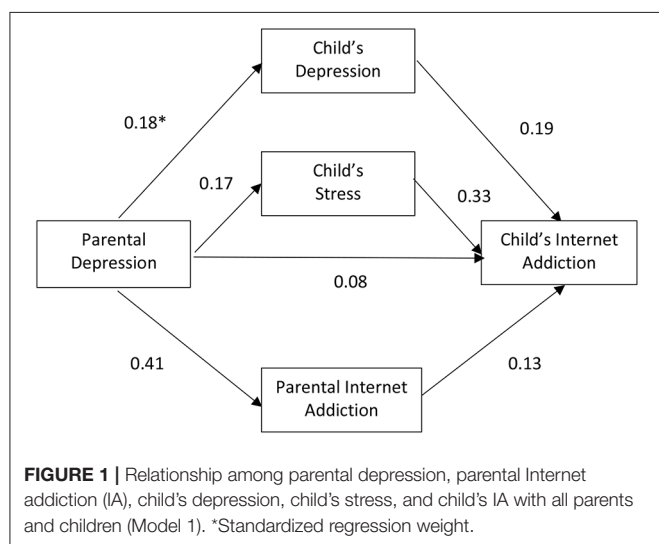 Child's
Depression
0.18*
0.19
Child's
Stress
0.17
0.33
Parental
Depression
Child's Internet
Addiction
0.08
0.41
0.13
Parental Internet
Addiction
FIGURE 1 | Relationship among parental depression, parental Internet
addiction (IA), child's depression, child's stress, and child's IA with all parents
and children (Model 1). *Standardized regression weight.